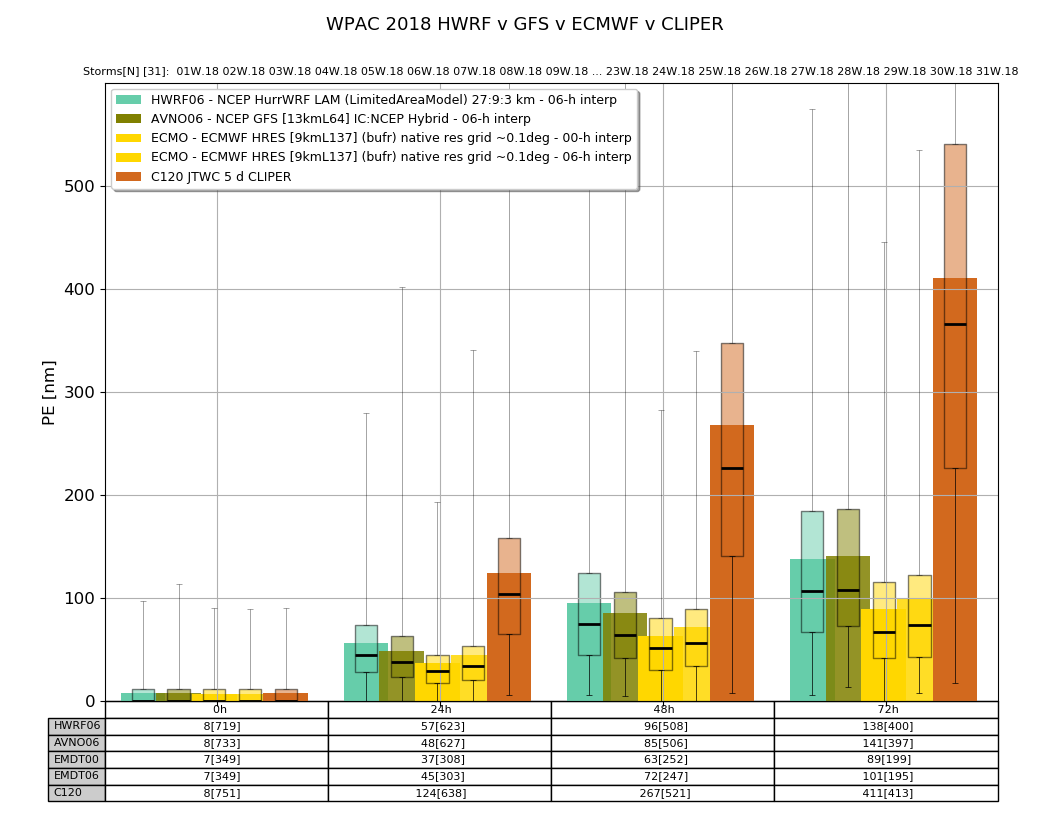 WPAC 2018 HWRF v GFS v ECMWF v CLIPER
Storms[N] [31]: 01W.18 02W.18 03W.18 04W.18 05W.18 06W.18 07W.18 08W.18 09W.18 ... 23W.18 24W.18 25W.18 26W.18 27W.18 28W.18 29W.18 30W.18 31W.18
HWRF06 - NCEP HurrWRF LAM (LimitedAreaModel) 27:9:3 km - 06-h interp
AVNO06 - NCEP GFS [13kmL64] IC:NCEP Hybrid - 06-h interp
ECMO - ECMWF HRES [9kmL137] (bufr) native res grid ~0.1deg - 00-h interp
ECMO - ECMWF HRES [9kmL137] (bufr) native res grid ~0.1deg - 06-h interp
C120 JTWC 5 d CLIPER
500
400
300
200
100
0
PE [nm]
0h 24h 48h 72h
HWRF06 8[719] 57[623] 96[508] 138[400]
AVNO06 8[733] 48[627] 85[506] 141[397]
EMDT00 7[349] 37[308] 63[252] 89[199]
EMDT06 7[349] 45[303] 72[247] 101[195]
C120 8[751] 124[638] 267[521] 411[413]